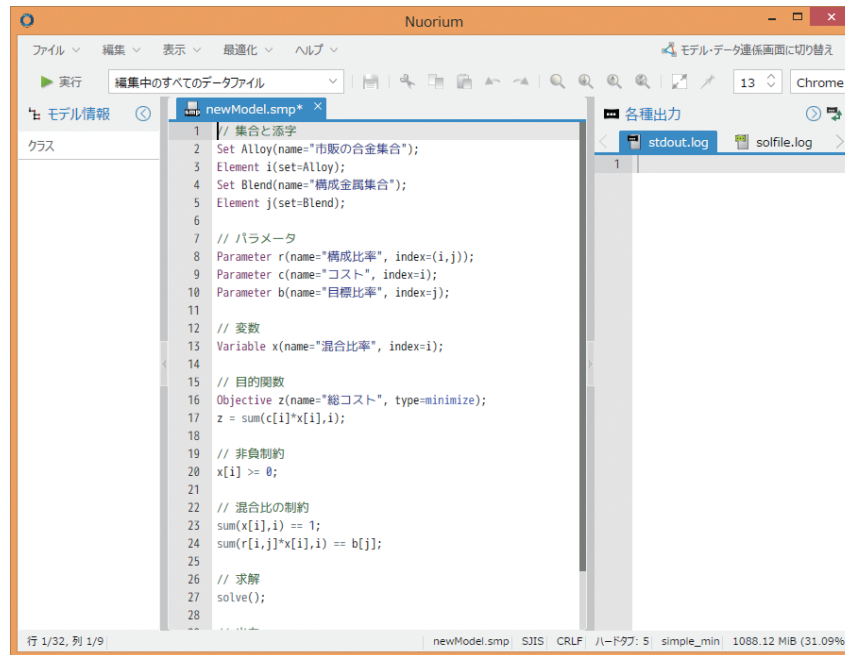 Nuorium
ファイル 編集 表示 最適化 ヘルプ モデル・データ連係画面に切り替え
実行 編集中のすべてのデータファイル 13 Chrome
モデル情報 newModel.smp* 各種出力
クラス stdout.log solfile.log
1 // 集合と添字
2 Set Alloy(name="市販の合金集合");
3 Element i(set=Alloy);
4 Set Blend(name="構成金属集合");
5 Element j(set=Blend);
6
7 // パラメータ
8 Parameter r(name="構成比率", index=(i,j));
9 Parameter c(name="コスト", index=i);
10 Parameter b(name="目標比率", index=j);
11
12 // 変数
13 Variable x(name="混合比率", index=i);
14
15 // 目的関数
16 Objective z(name="総コスト", type=minimize);
17 z = sum(c[i]*x[i],i);
18
19 // 非負制約
20 x[i] >= 0;
21
22 // 混合比の制約
23 sum(x[i],i) == 1;
24 sum(r[i,j]*x[i],i) == b[j];
25
26 // 求解
27 solve();
28
1
行 1/32, 列 1/9 newModel.smp SJIS CRLF ハードタブ: 5 simple_min 1088.12 MiB (31.09%